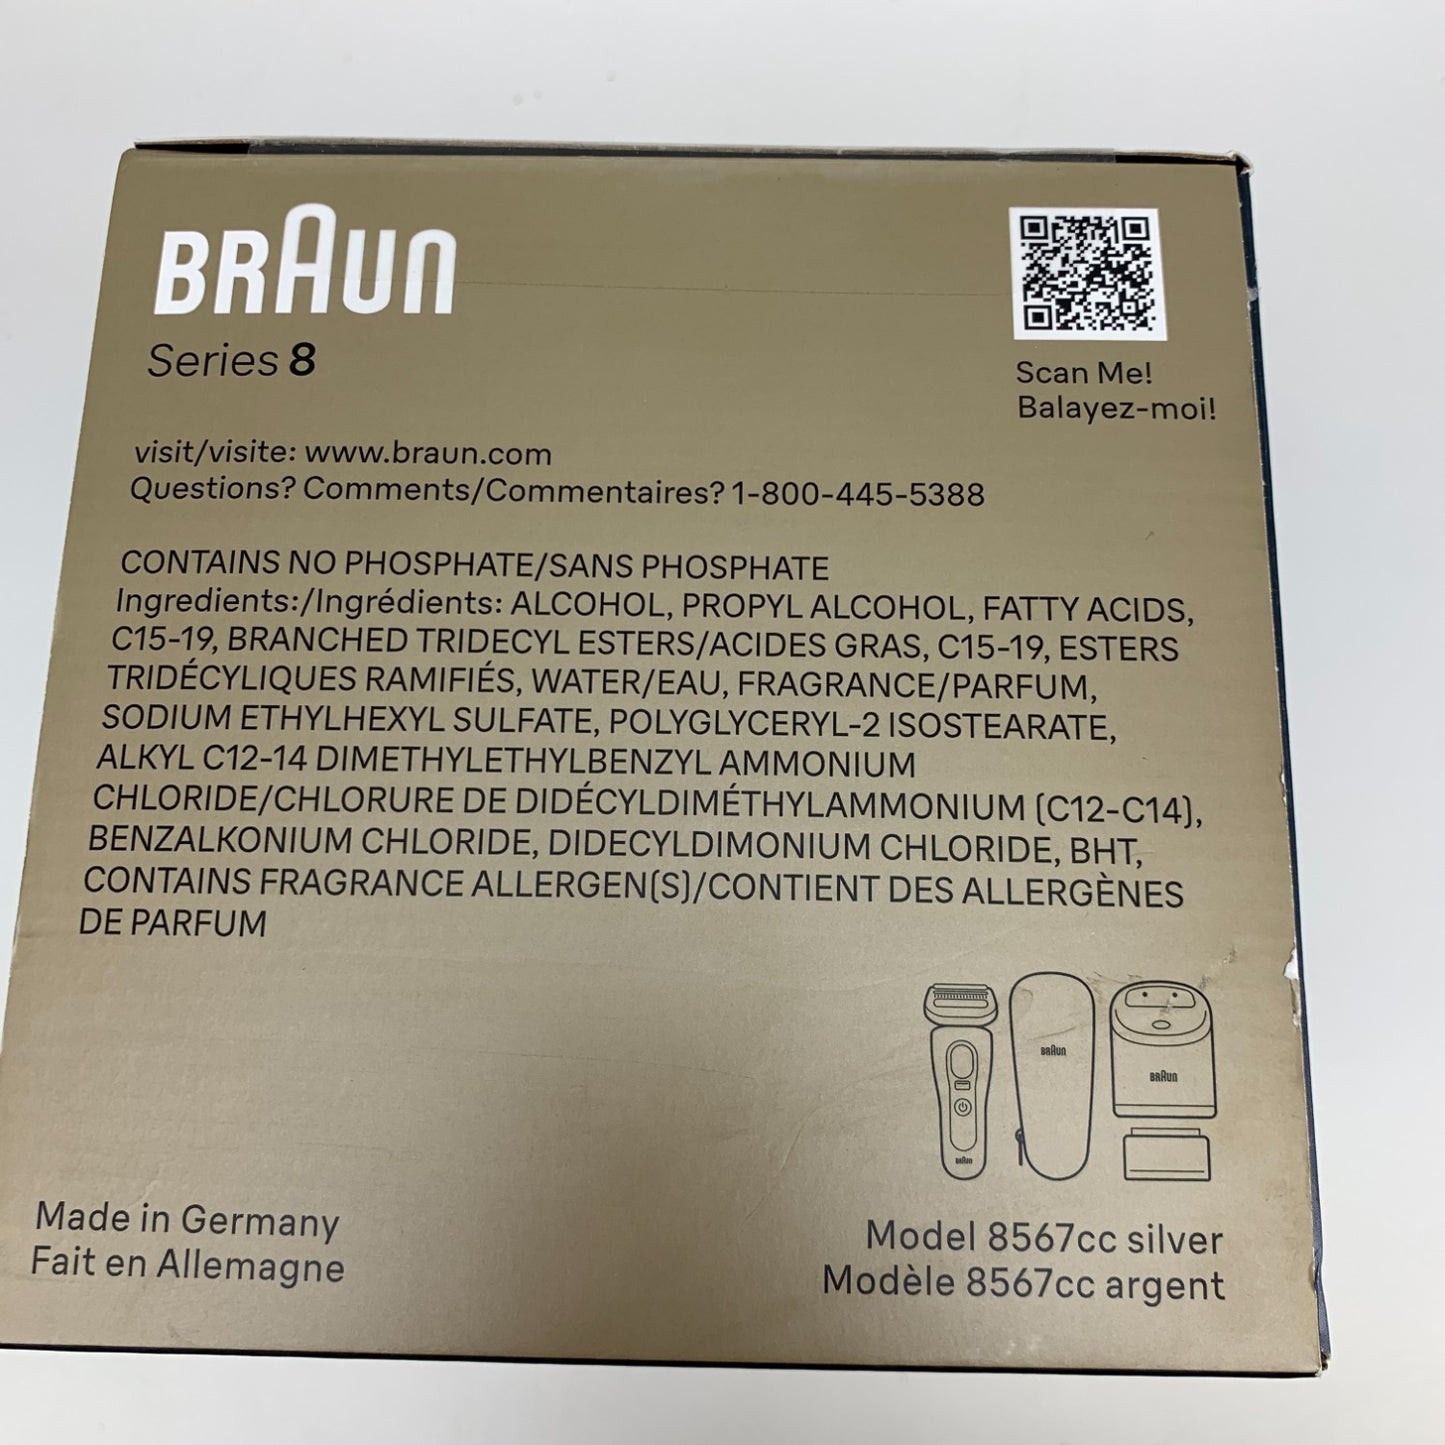 BRAUN
Series 8
Scan Me!
Balayez-moi!
visit/visite: www.braun.com
Questions? Comments/Commentaires? 1-800-445-5388
CONTAINS NO PHOSPHATE/SANS PHOSPHATE
Ingredients:/Ingrédients: ALCOHOL, PROPYL ALCOHOL, FATTY ACIDS,
C15-19, BRANCHED TRIDECYL ESTERS/ACIDES GRAS, C15-19, ESTERS
TRIDÉCYLIQUES RAMIFIÉS, WATER/EAU, FRAGRANCE/PARFUM,
SODIUM ETHYLHEXYL SULFATE, POLYGLYCERYL-2 ISOSTEARATE,
ALKYL C12-14 DIMETHYLETHYLBENZYL AMMONIUM
CHLORIDE/CHLORURE DE DIDÉCYLDIMÉTHYLAMMONIUM (C12-C14),
BENZALKONIUM CHLORIDE, DIDECYLDIMONIUM CHLORIDE, BHT,
CONTAINS FRAGRANCE ALLERGEN(S)/CONTIENT DES ALLERGÈNES
DE PARFUM
BRAUN
BRAUN
BRAUN
Made in Germany
Fait en Allemagne
Model 8567cc silver
Modèle 8567cc argent